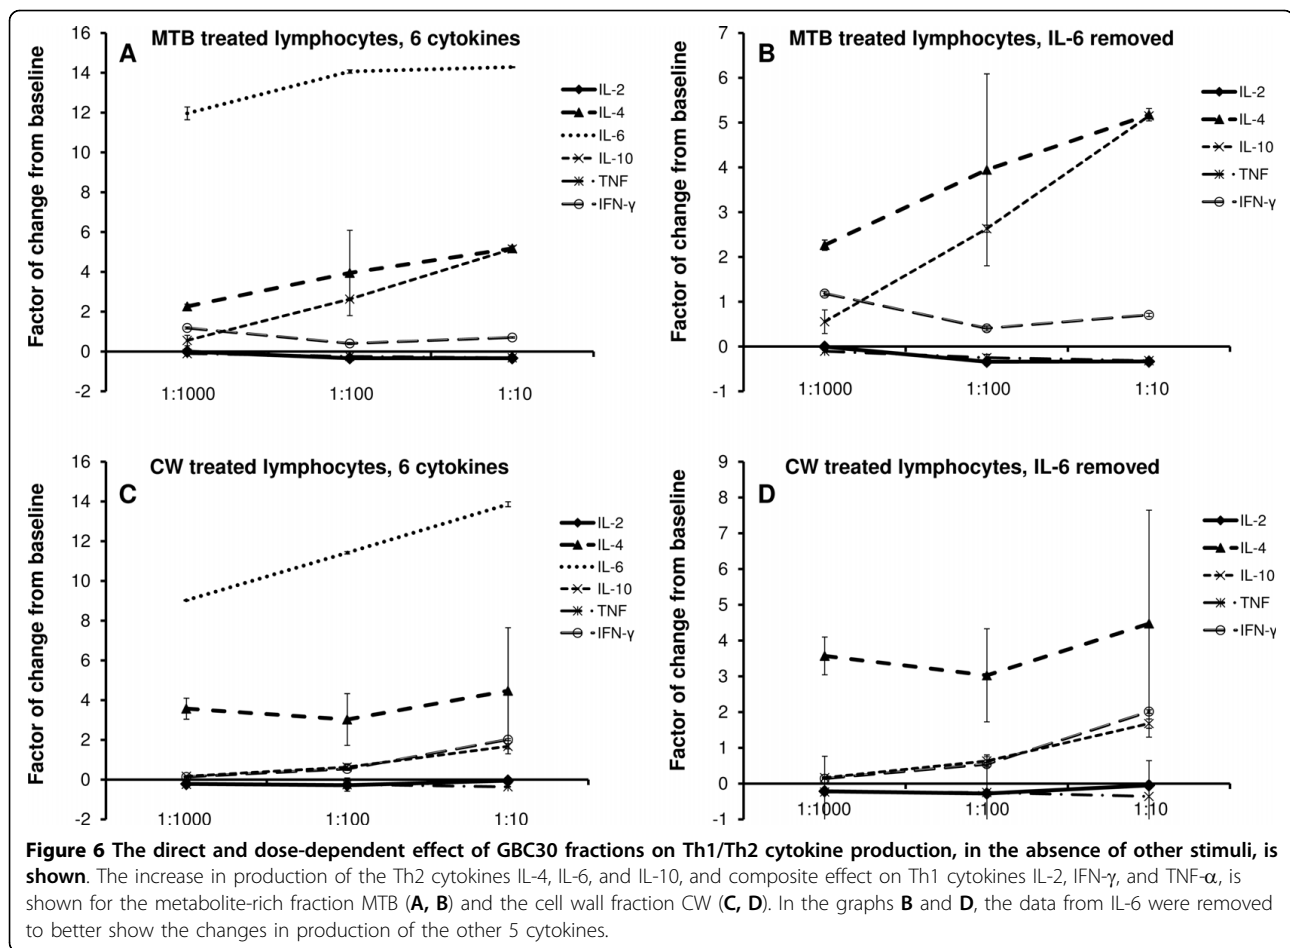 MTB treated lymphocytes, 6 cytokines
A
Factor of change from baseline
16
14
12
10
8
6
4
2
0
-2
1:1000 1:100 1:10
IL-2
IL-4
IL-6
IL-10
TNF
IFN-γ
MTB treated lymphocytes, IL-6 removed
B
Factor of change from baseline
7
6
5
4
3
2
1
0
-1
1:1000 1:100 1:10
IL-2
IL-4
IL-10
TNF
IFN-γ
CW treated lymphocytes, 6 cytokines
C
Factor of change from baseline
16
14
12
10
8
6
4
2
0
-2
1:1000 1:100 1:10
IL-2
IL-4
IL-6
IL-10
TNF
IFN-γ
CW treated lymphocytes, IL-6 removed
D
Factor of change from baseline
9
8
7
6
5
4
3
2
1
0
-1
1:1000 1:100 1:10
IL-2
IL-4
IL-10
TNF
IFN-γ
Figure 6 The direct and dose-dependent effect of GBC30 fractions on Th1/Th2 cytokine production, in the absence of other stimuli, is
shown. The increase in production of the Th2 cytokines IL-4, IL-6, and IL-10, and composite effect on Th1 cytokines IL-2, IFN-γ, and TNF-α, is
shown for the metabolite-rich fraction MTB (A, B) and the cell wall fraction CW (C, D). In the graphs B and D, the data from IL-6 were removed
to better show the changes in production of the other 5 cytokines.